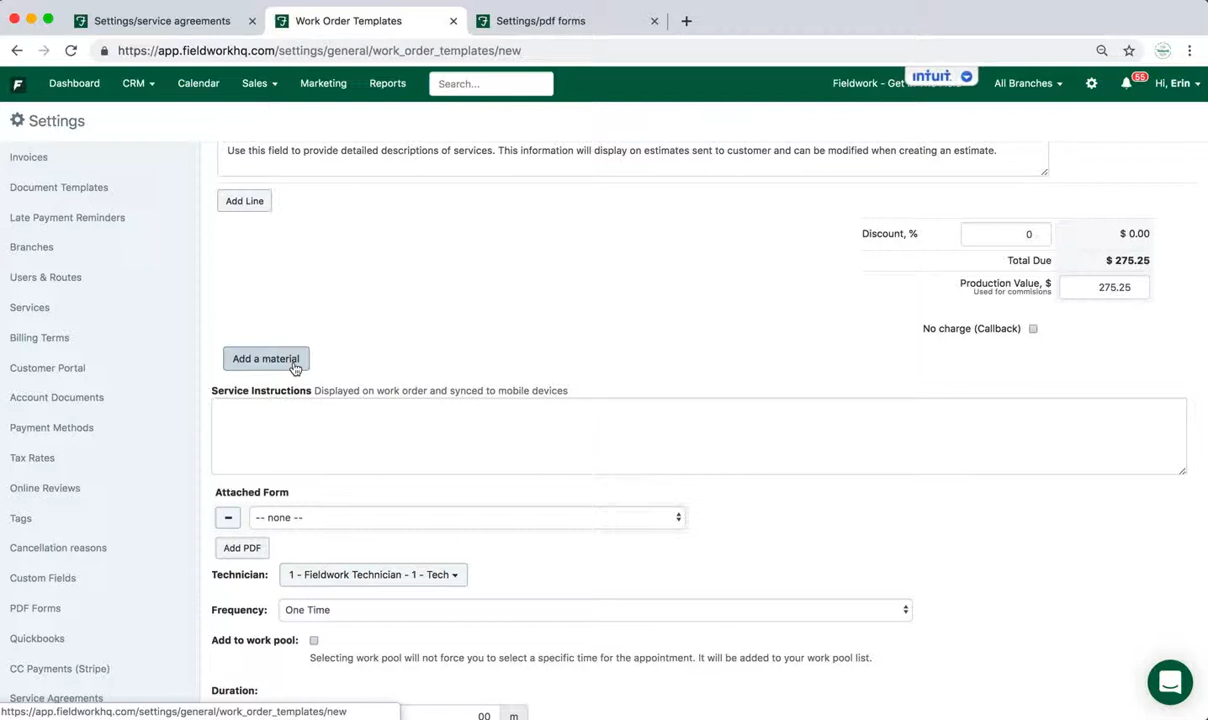 Settings/service agreements
Work Order Templates
Settings/pdf forms
https://app.fieldworkhq.com/settings/general/work_order_templates/new
F
Dashboard
CRM
Calendar
Sales
Marketing
Reports
Search...
Fieldwork - Get
intuit
All Branches
55
Hi, Erin
Settings
Invoices
Document Templates
Late Payment Reminders
Branches
Users & Routes
Services
Billing Terms
Customer Portal
Account Documents
Payment Methods
Tax Rates
Online Reviews
Tags
Cancellation reasons
Custom Fields
PDF Forms
Quickbooks
CC Payments (Stripe)
Service Agreements
Use this field to provide detailed descriptions of services. This information will display on estimates sent to customer and can be modified when creating an estimate.
Add Line
Discount, % 0 $ 0.00
Total Due $ 275.25
Production Value, $ 275.25
Used for commisions
No charge (Callback)
Add a material
Service Instructions Displayed on work order and synced to mobile devices
Attached Form
-- none --
Add PDF
Technician: 1 - Fieldwork Technician - 1 - Tech
Frequency: One Time
Add to work pool:
Selecting work pool will not force you to select a specific time for the appointment. It will be added to your work pool list.
Duration:
00 m
https://app.fieldworkhq.com/settings/general/work_order_templates/new